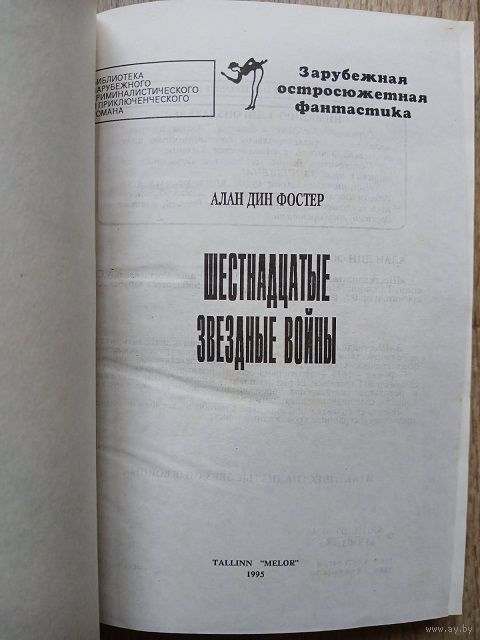 БИБЛИОТЕКА
ЗАРУБЕЖНОГО
КРИМИНАЛИСТИЧЕСКОГО
И ПРИКЛЮЧЕНЧЕСКОГО
РОМАНА
Зарубежная
остросюжетная
фантастика
АЛАН ДИН ФОСТЕР
ШЕСТНАДЦАТЫЕ
ЗВЕЗДНЫЕ ВОЙНЫ
TALLINN "MELOR"
1995
www.ay.by